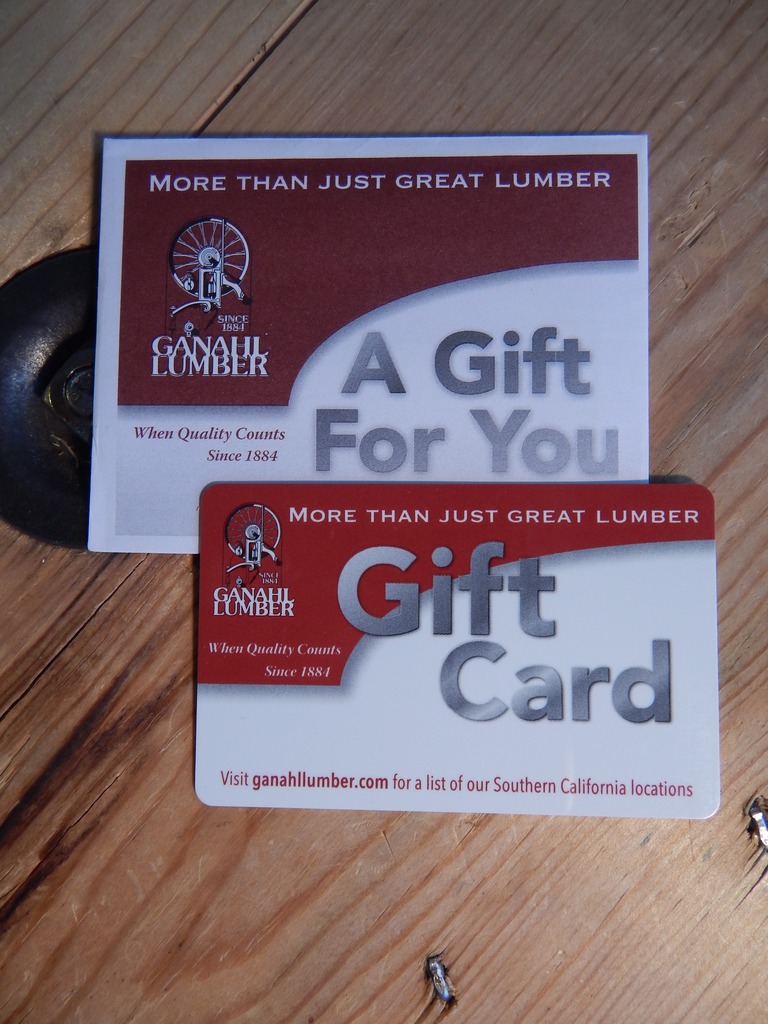 MORE THAN JUST GREAT LUMBER
SINCE
1884
GANAHL
LUMBER
When Quality Counts
Since 1884
A Gift
For You
MORE THAN JUST GREAT LUMBER
SINCE
1884
GANAHL
LUMBER
When Quality Counts
Since 1884
Gift
Card
Visit ganahllumber.com for a list of our Southern California locations